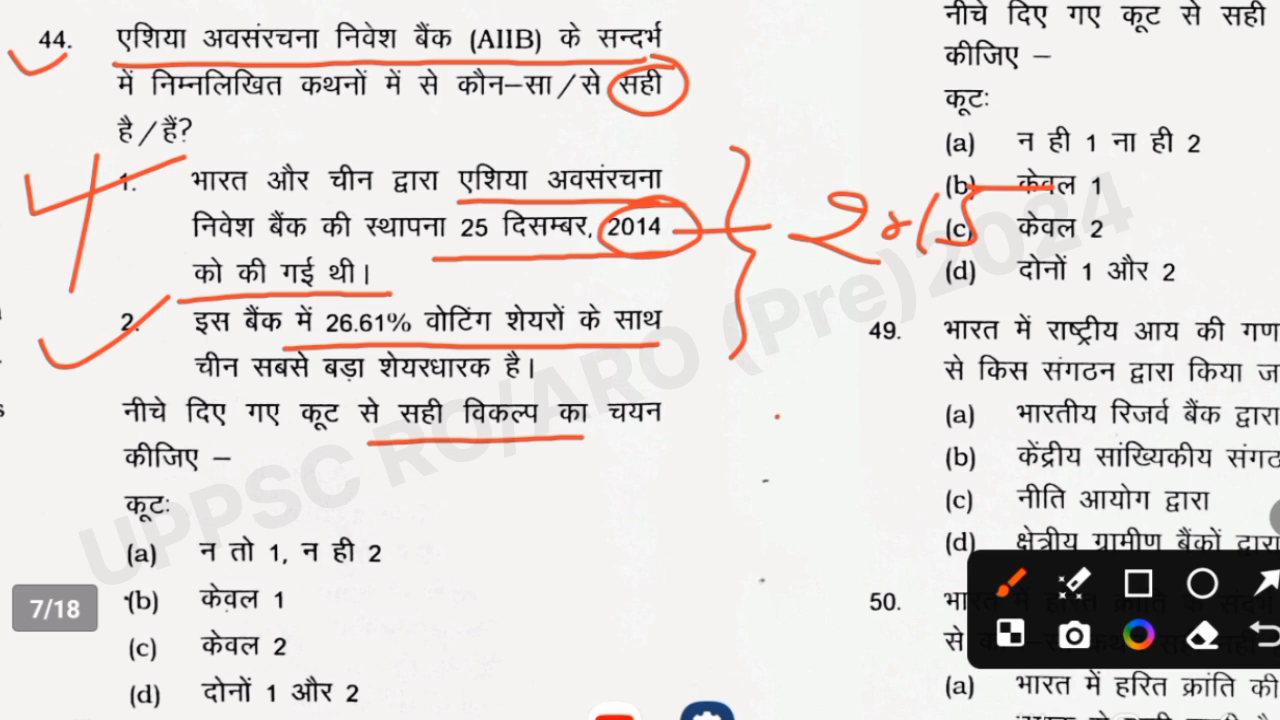 44. एशिया अवसंरचना निवेश बैंक (AIIB) के सन्दर्भ
में निम्नलिखित कथनों में से कौन–सा / से सही
है / हैं?
1. भारत और चीन द्वारा एशिया अवसंरचना
निवेश बैंक की स्थापना 25 दिसम्बर, 2014
को की गई थी।
2. इस बैंक में 26.61% वोटिंग शेयरों के साथ
चीन सबसे बड़ा शेयरधारक है।
नीचे दिए गए कूट से सही विकल्प का चयन
कीजिए –
कूटः
(a) न तो 1, न ही 2
(b) केवल 1
(c) केवल 2
(d) दोनों 1 और 2
2015
नीचे दिए गए कूट से सही
कीजिए –
कूटः
(a) न ही 1 ना ही 2
(b) केवल 1
(c) केवल 2
(d) दोनों 1 और 2
49. भारत में राष्ट्रीय आय की गण
से किस संगठन द्वारा किया ज
(a) भारतीय रिजर्व बैंक द्वारा
(b) केंद्रीय सांख्यिकीय संगठ
(c) नीति आयोग द्वारा
(d) क्षेत्रीय ग्रामीण बैंकों द्वारा
50. भारत में हरित क्रांति के
से
(a) भारत में हरित क्रांति की
UPPSC RO/ARO (Pre) 2024
7/18